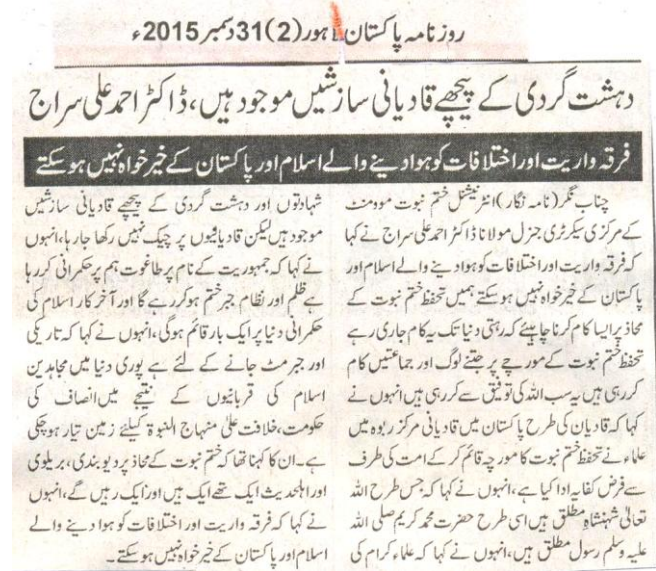 روزنامہ پاکستان لاہور (2) 31 دسمبر 2015ء
دہشت گردی کے پیچھے قادیانی سازشیں موجود ہیں، ڈاکٹر احمد علی سراج
فرقہ واریت اور اختلافات کو ہوا دینے والے اسلام اور پاکستان کے خیر خواہ نہیں ہو سکتے
چناب نگر (نامہ نگار) انٹرنیشنل ختم نبوت موومنٹ
کے مرکزی سیکرٹری جنرل مولانا ڈاکٹر احمد علی سراج نے کہا
کہ فرقہ واریت اور اختلافات کو ہوا دینے والے اسلام اور
پاکستان کے خیر خواہ نہیں ہو سکتے ہمیں تحفظ ختم نبوت کے
محاذ پر ایسا کام کرنا چاہیئے کہ رہتی دنیا تک یہ کام جاری رہے
تحفظ ختم نبوت کے مورچے پر جتنے لوگ اور جماعتیں کام
کر رہی ہیں یہ سب اللہ کی توفیق سے کر رہی ہیں انہوں نے
کہا کہ قادیان کی طرح پاکستان میں قادیانی مرکز ربوہ میں
علماء نے تحفظ ختم نبوت کا مورچہ قائم کر کے امت کی طرف
سے فرض کفایہ ادا کیا ہے، انہوں نے کہا کہ جس طرح اللہ
تعالیٰ شہنشاہ مطلق ہیں اسی طرح حضرت محمد کریم صلی اللہ
علیہ وسلم رسول مطلق ہیں، انہوں نے کہا کہ علماء کرام کی
شہادتوں اور دہشت گردی کے پیچھے قادیانی سازشیں
موجود ہیں لیکن قادیانیوں پر چیک نہیں رکھا جا رہا، انہوں
نے کہا کہ جمہوریت کے نام پر طاغوت ہم پر حکمرانی کر رہا
ہے ظلم اور نظام جبر ختم ہو کر رہے گا اور آخر کار اسلام کی
حکمرانی دنیا پر ایک بار قائم ہوگی، انہوں نے کہا کہ تاریکی
اور جبر مٹ جانے کے لئے ہے پوری دنیا میں مجاہدین
اسلام کی قربانیوں کے نتیجے میں انصاف کی
حکومت، خلافت علیٰ منہاج النبوۃ کیلئے زمین تیار ہوچکی
ہے۔ ان کا کہنا تھا کہ ختم نبوت کے محاذ پر دیوبندی، بریلوی
اور اہلحدیث ایک تھے ایک ہیں اور ایک رہیں گے، انہوں
نے کہا کہ فرقہ واریت اور اختلافات کو ہوا دینے والے
اسلام اور پاکستان کے خیر خواہ نہیں ہو سکتے۔